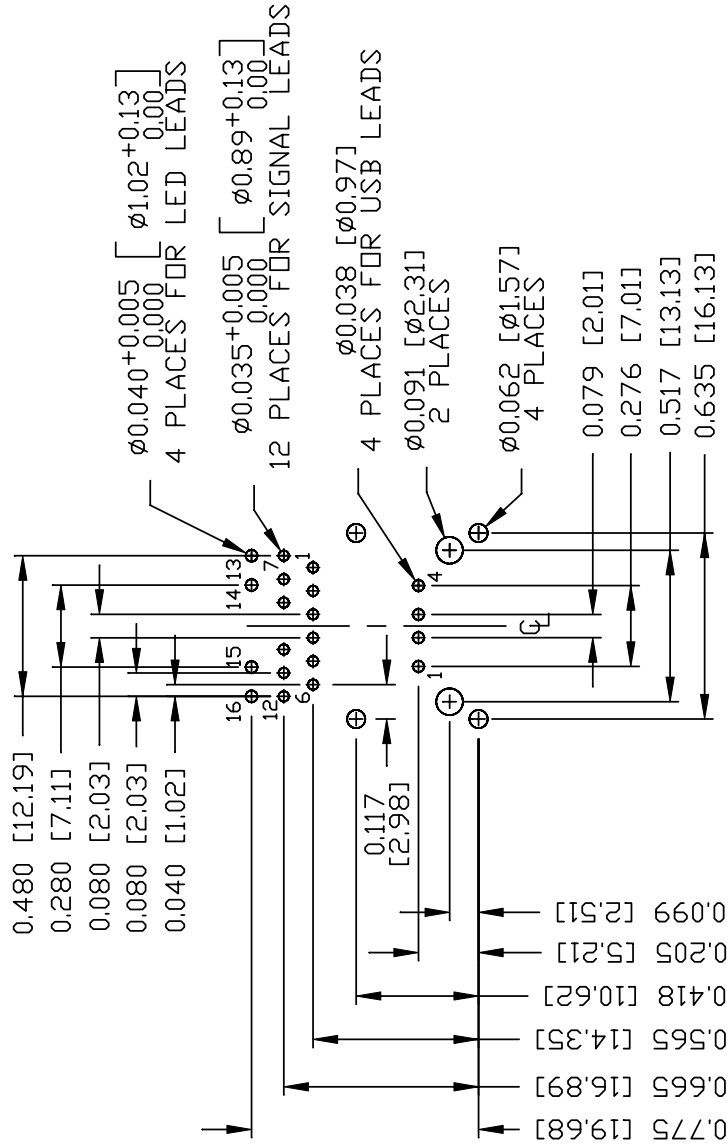 ø0.040+0.005 [ ø1.02+0.13 ]
0.000 0.00
4 PLACES FOR LED LEADS
ø0.035+0.005 [ ø0.89+0.13 ]
0.000 0.00
12 PLACES FOR SIGNAL LEADS
ø0.038 [ø0.97]
4 PLACES FOR USB LEADS
ø0.091 [ø2.31]
2 PLACES
ø0.062 [ø1.57]
4 PLACES
0.079 [2.01]
0.276 [7.01]
0.517 [13.13]
0.635 [16.13]
13
14
15
16
7
12
1
6
4
1
CL
0.480 [12.19]
0.280 [7.11]
0.080 [2.03]
0.080 [2.03]
0.040 [1.02]
0.117
[2.98]
0.099 [2.51]
0.205 [5.21]
0.418 [10.62]
0.565 [14.35]
0.665 [16.89]
0.775 [19.68]